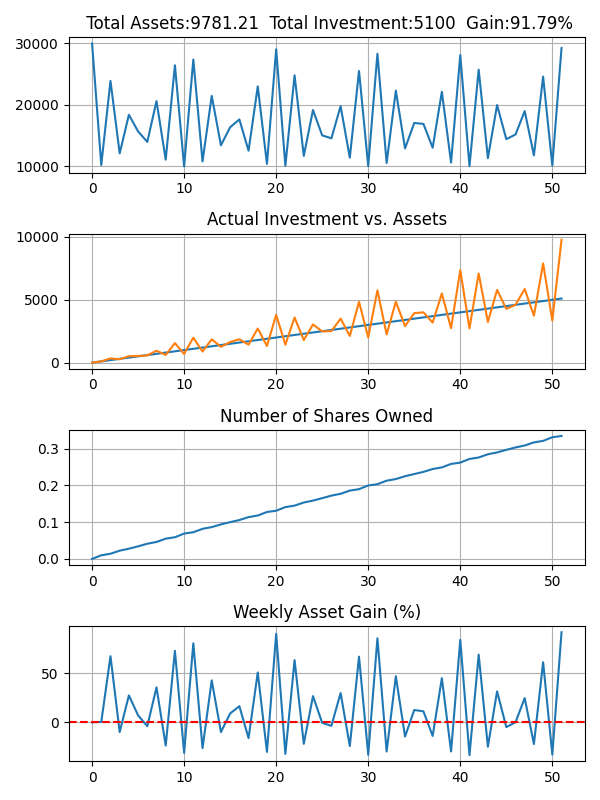 Total Assets:9781.21  Total Investment:5100  Gain:91.79%
30000
20000
10000
0 10 20 30 40 50
Actual Investment vs. Assets
10000
5000
0
0 10 20 30 40 50
Number of Shares Owned
0.3
0.2
0.1
0.0
0 10 20 30 40 50
Weekly Asset Gain (%)
50
0
0 10 20 30 40 50